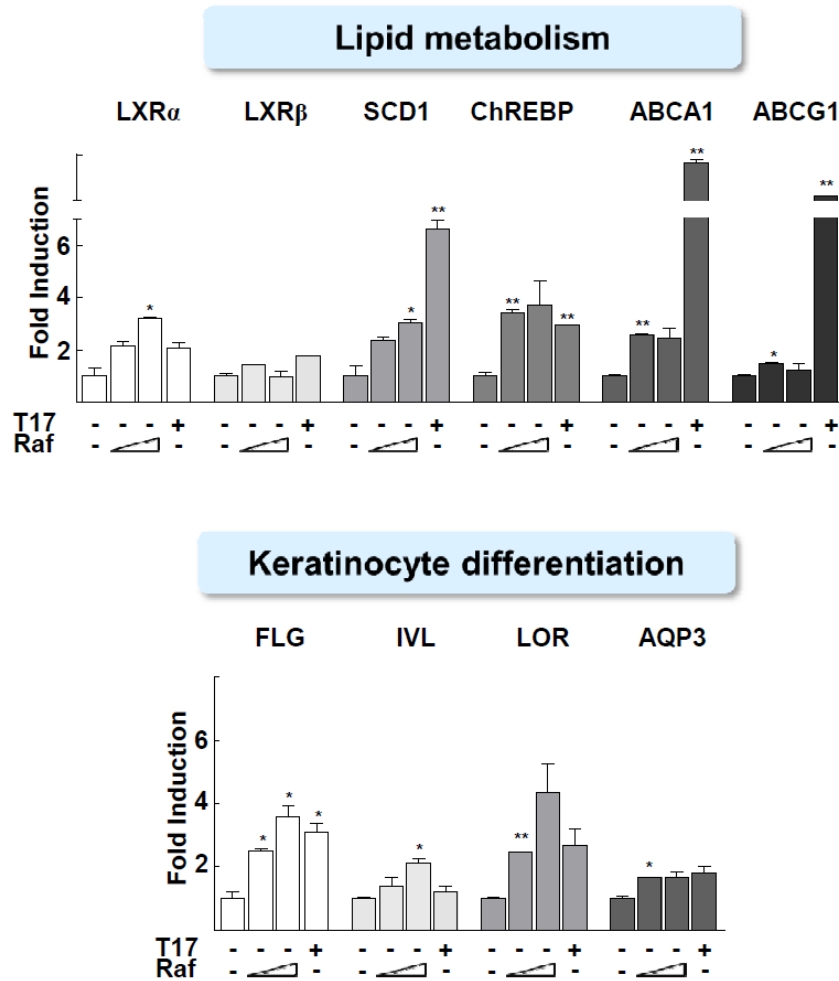 Lipid metabolism
LXRα LXRβ SCD1 ChREBP ABCA1 ABCG1
Fold Induction
6
4
2
* ** * ** ** ** ** * **
T17 - - - + - - - + - - - + - - - + - - - + - - - +
Raf - - - - - - - - - - - -
Keratinocyte differentiation
FLG IVL LOR AQP3
Fold Induction
6
4
2
* * * * ** *
T17 - - - + - - - + - - - + - - - +
Raf - - - - - - - -